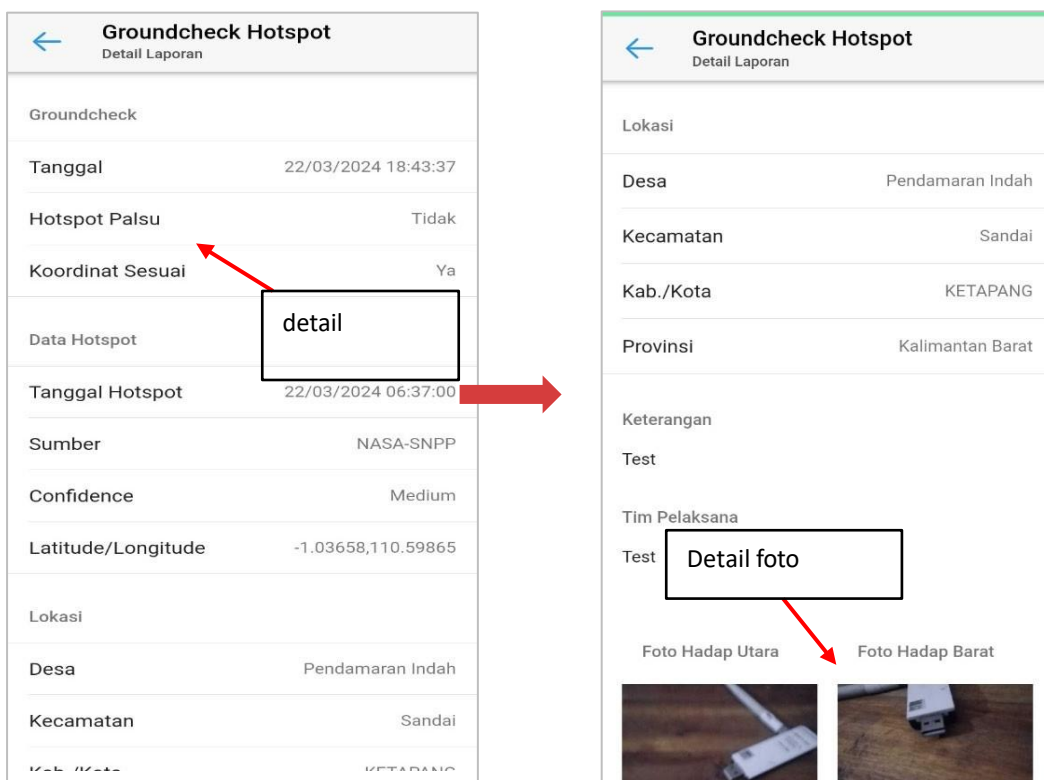 Groundcheck Hotspot
Detail Laporan
Groundcheck
Tanggal 22/03/2024 18:43:37
Hotspot Palsu Tidak
Koordinat Sesuai Ya
detail
Data Hotspot
Tanggal Hotspot 22/03/2024 06:37:00
Sumber NASA-SNPP
Confidence Medium
Latitude/Longitude -1.03658,110.59865
Lokasi
Desa Pendamaran Indah
Kecamatan Sandai
Kab./Kota KETAPANG
Groundcheck Hotspot
Detail Laporan
Lokasi
Desa Pendamaran Indah
Kecamatan Sandai
Kab./Kota KETAPANG
Provinsi Kalimantan Barat
Keterangan
Test
Tim Pelaksana
Test
Detail foto
Foto Hadap Utara Foto Hadap Barat